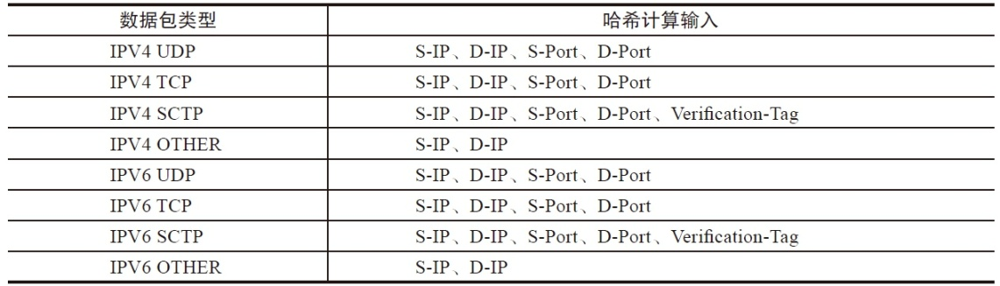 数据包类型 哈希计算输入
IPV4 UDP S-IP、D-IP、S-Port、D-Port
IPV4 TCP S-IP、D-IP、S-Port、D-Port
IPV4 SCTP S-IP、D-IP、S-Port、D-Port、Verification-Tag
IPV4 OTHER S-IP、D-IP
IPV6 UDP S-IP、D-IP、S-Port、D-Port
IPV6 TCP S-IP、D-IP、S-Port、D-Port
IPV6 SCTP S-IP、D-IP、S-Port、D-Port、Verification-Tag
IPV6 OTHER S-IP、D-IP